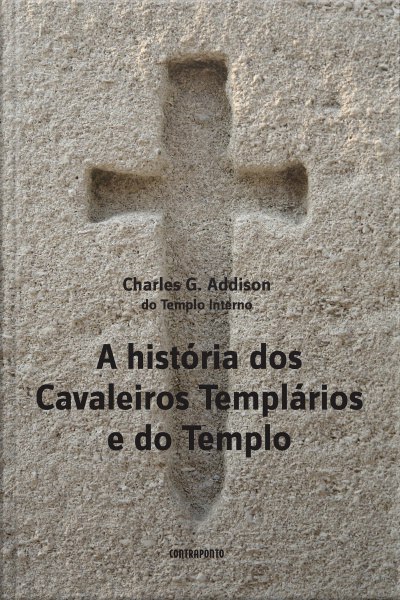 Charles G. Addison
do Templo Interno
A história dos
Cavaleiros Templários
e do Templo
CONTRAPONTO